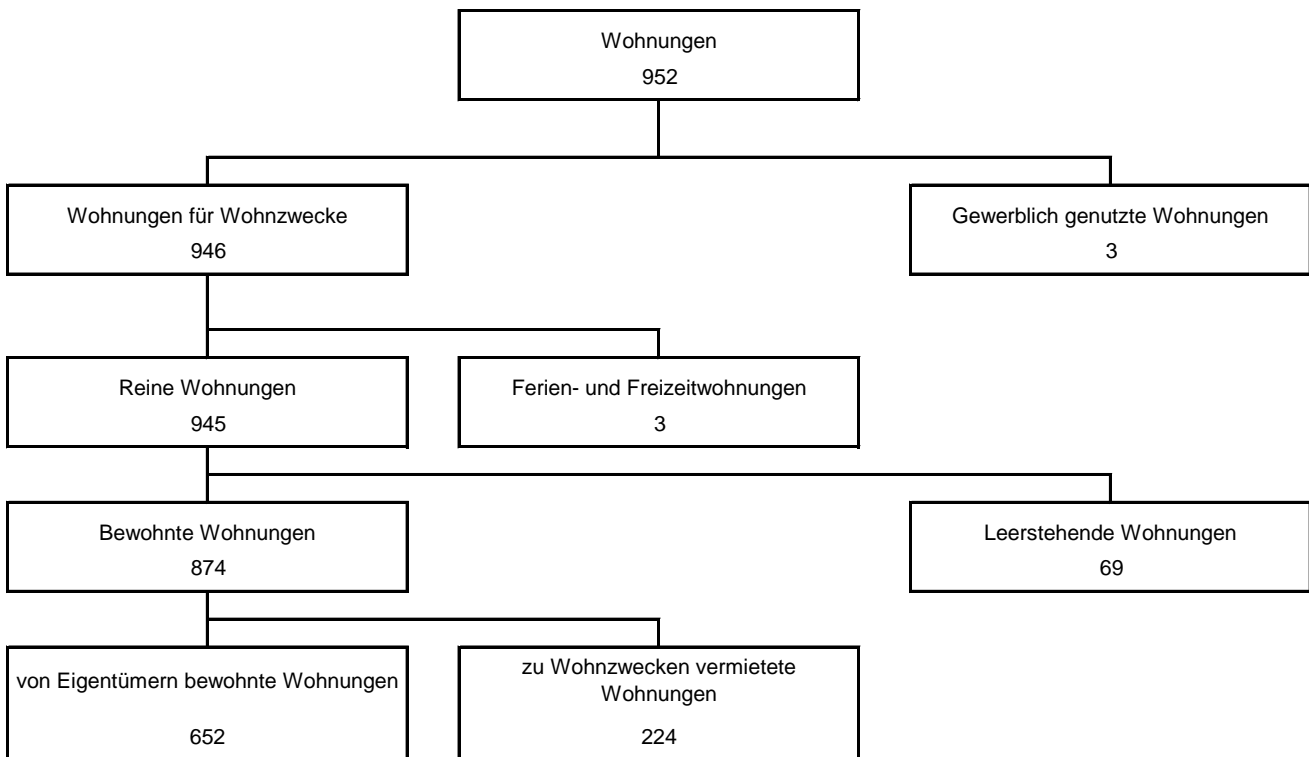 Wohnungen
952
Wohnungen für Wohnzwecke
946
Gewerblich genutzte Wohnungen
3
Reine Wohnungen
945
Ferien- und Freizeitwohnungen
3
Bewohnte Wohnungen
874
Leerstehende Wohnungen
69
von Eigentümern bewohnte Wohnungen
652
zu Wohnzwecken vermietete
Wohnungen
224